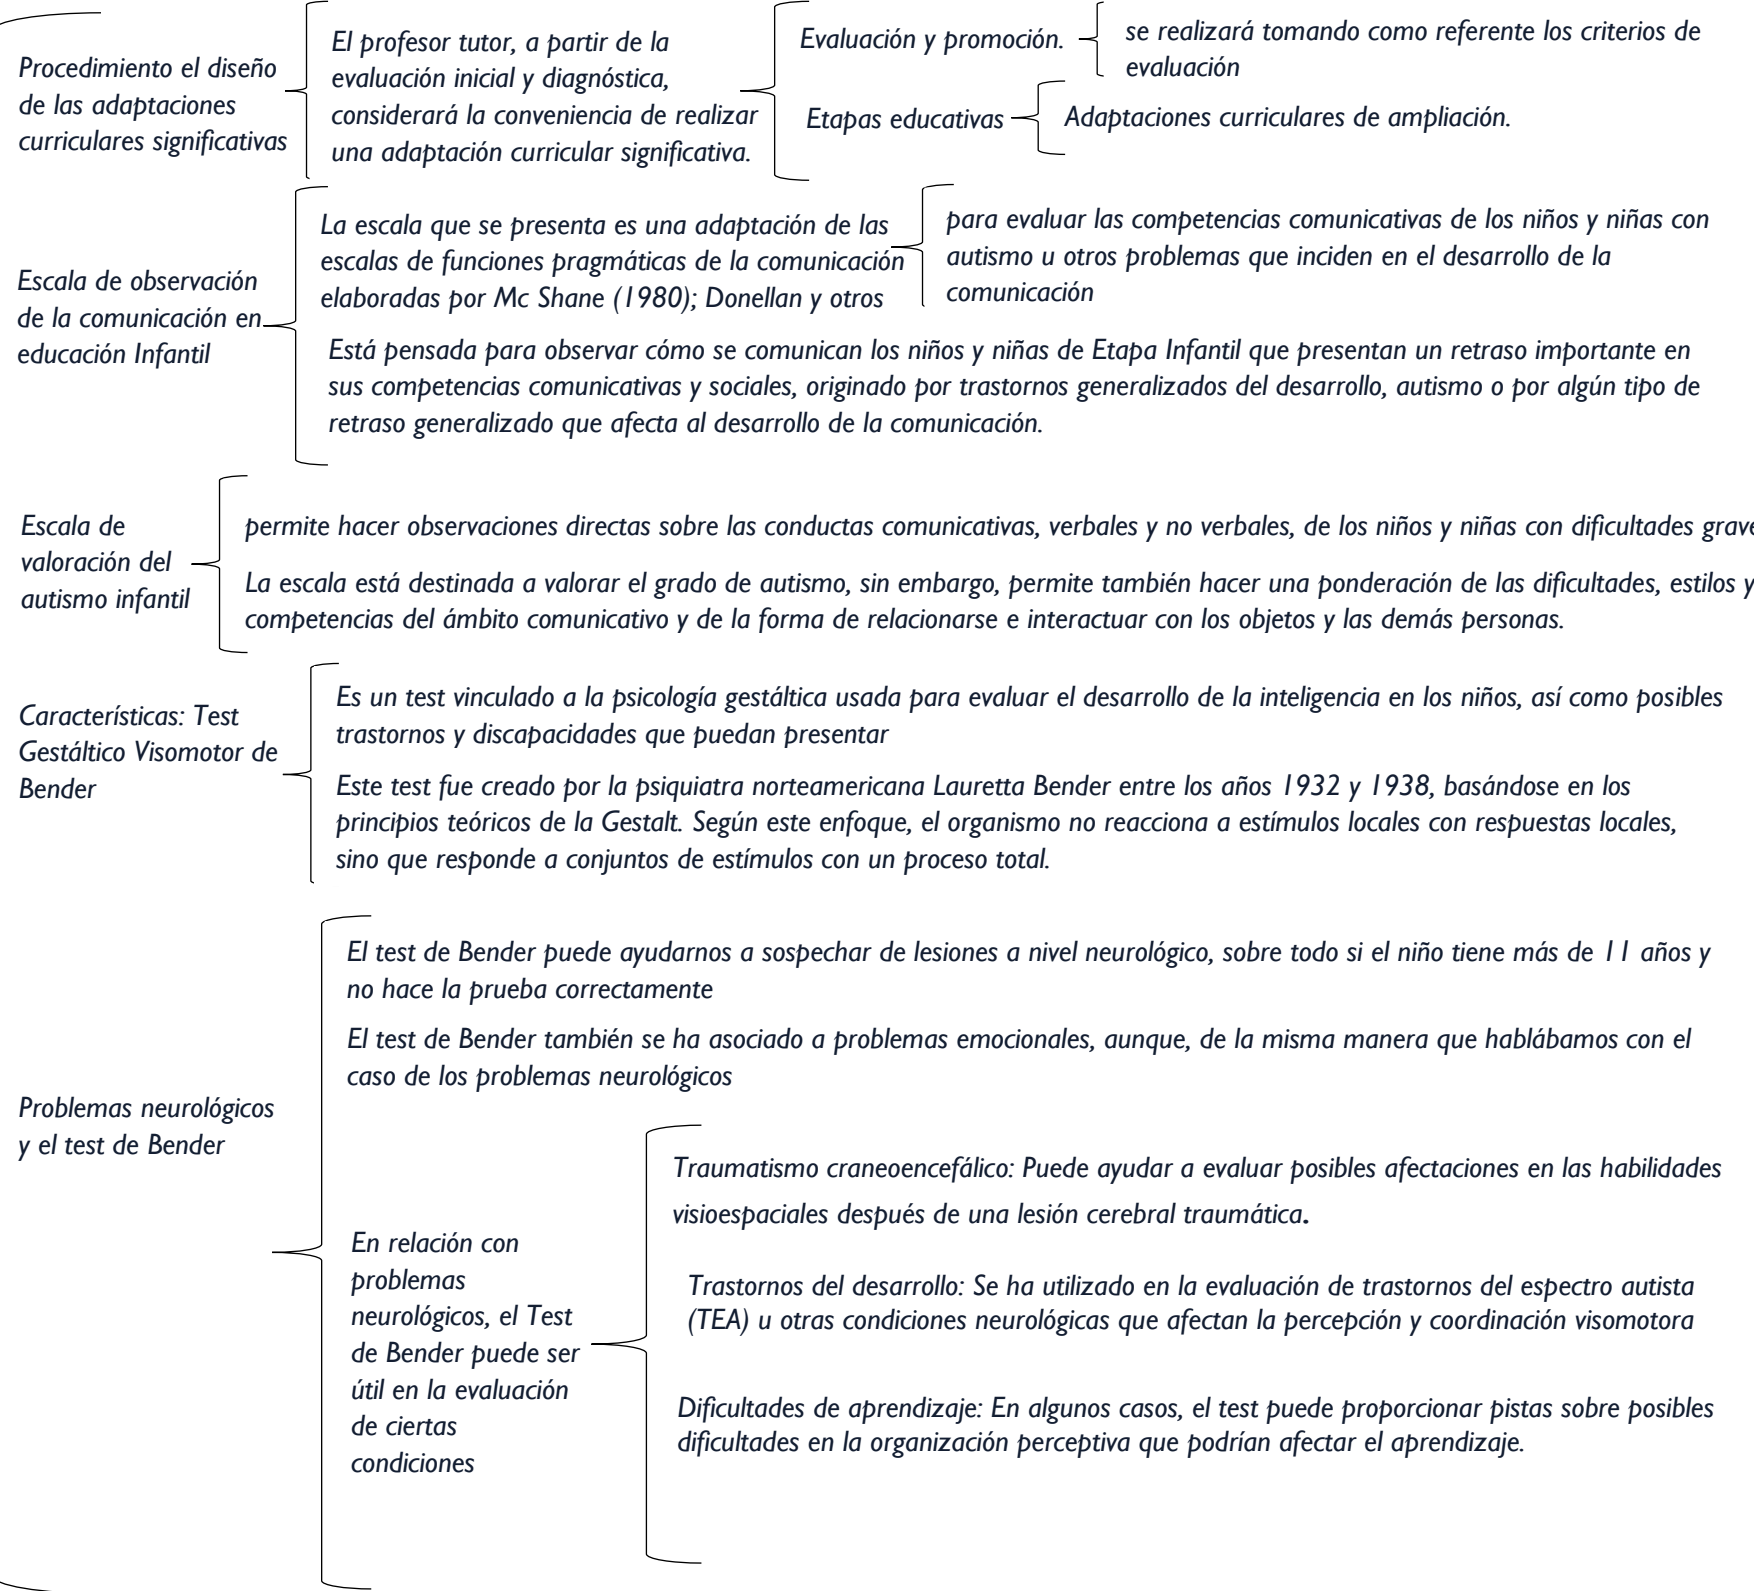 Procedimiento el diseño
de las adaptaciones
curriculares significativas
El profesor tutor, a partir de la
evaluación inicial y diagnóstica,
considerará la conveniencia de realizar
una adaptación curricular significativa.
Evaluación y promoción.
se realizará tomando como referente los criterios de
evaluación
Etapas educativas
Adaptaciones curriculares de ampliación.
Escala de observación
de la comunicación en
educación Infantil
La escala que se presenta es una adaptación de las
escalas de funciones pragmáticas de la comunicación
elaboradas por Mc Shane (1980); Donellan y otros
para evaluar las competencias comunicativas de los niños y niñas con
autismo u otros problemas que inciden en el desarrollo de la
comunicación
Está pensada para observar cómo se comunican los niños y niñas de Etapa Infantil que presentan un retraso importante en
sus competencias comunicativas y sociales, originado por trastornos generalizados del desarrollo, autismo o por algún tipo de
retraso generalizado que afecta al desarrollo de la comunicación.
Escala de
valoración del
autismo infantil
permite hacer observaciones directas sobre las conductas comunicativas, verbales y no verbales, de los niños y niñas con dificultades grave
La escala está destinada a valorar el grado de autismo, sin embargo, permite también hacer una ponderación de las dificultades, estilos y
competencias del ámbito comunicativo y de la forma de relacionarse e interactuar con los objetos y las demás personas.
Características: Test
Gestáltico Visomotor de
Bender
Es un test vinculado a la psicología gestáltica usada para evaluar el desarrollo de la inteligencia en los niños, así como posibles
trastornos y discapacidades que puedan presentar
Este test fue creado por la psiquiatra norteamericana Lauretta Bender entre los años 1932 y 1938, basándose en los
principios teóricos de la Gestalt. Según este enfoque, el organismo no reacciona a estímulos locales con respuestas locales,
sino que responde a conjuntos de estímulos con un proceso total.
Problemas neurológicos
y el test de Bender
El test de Bender puede ayudarnos a sospechar de lesiones a nivel neurológico, sobre todo si el niño tiene más de 11 años y
no hace la prueba correctamente
El test de Bender también se ha asociado a problemas emocionales, aunque, de la misma manera que hablábamos con el
caso de los problemas neurológicos
En relación con
problemas
neurológicos, el Test
de Bender puede ser
útil en la evaluación
de ciertas
condiciones
Traumatismo craneoencefálico: Puede ayudar a evaluar posibles afectaciones en las habilidades
visioespaciales después de una lesión cerebral traumática.
Trastornos del desarrollo: Se ha utilizado en la evaluación de trastornos del espectro autista
(TEA) u otras condiciones neurológicas que afectan la percepción y coordinación visomotora
Dificultades de aprendizaje: En algunos casos, el test puede proporcionar pistas sobre posibles
dificultades en la organización perceptiva que podrían afectar el aprendizaje.